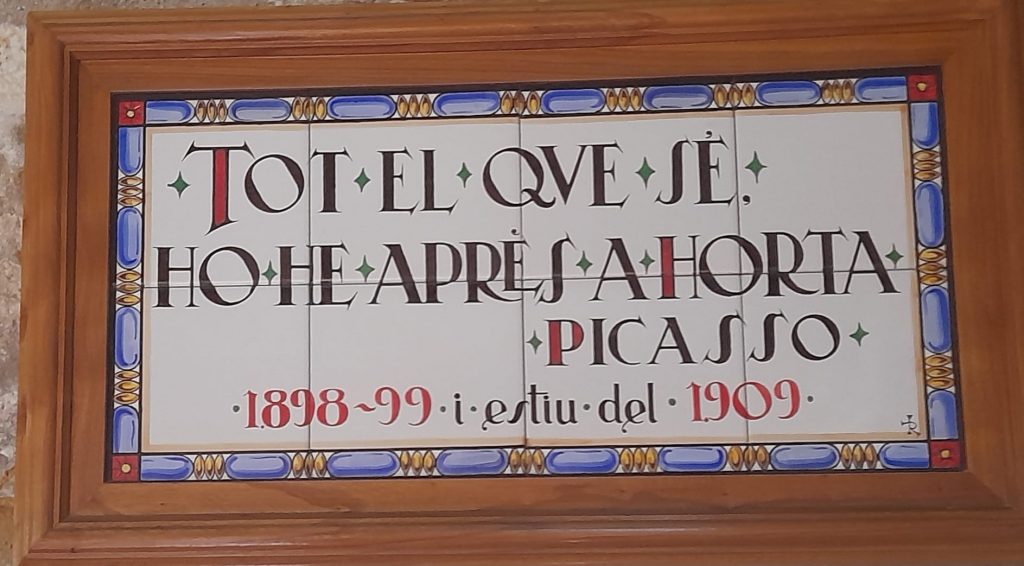 TOT · EL · QVE · SÉ,
HO · HE · APRÉS · A · HORTA ·
· PICASSO ·
· 1898~99 · i · estiu · del · 1909 ·